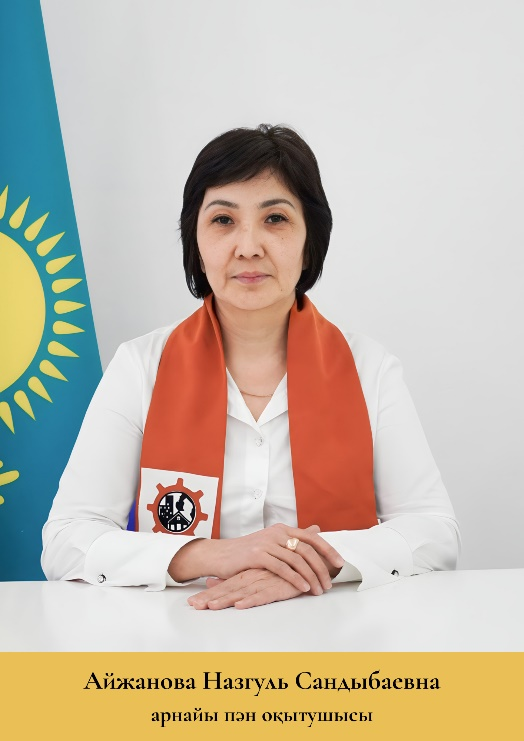 Айжанова Назгуль Сандыбаевна
арнайы пән оқытушысы